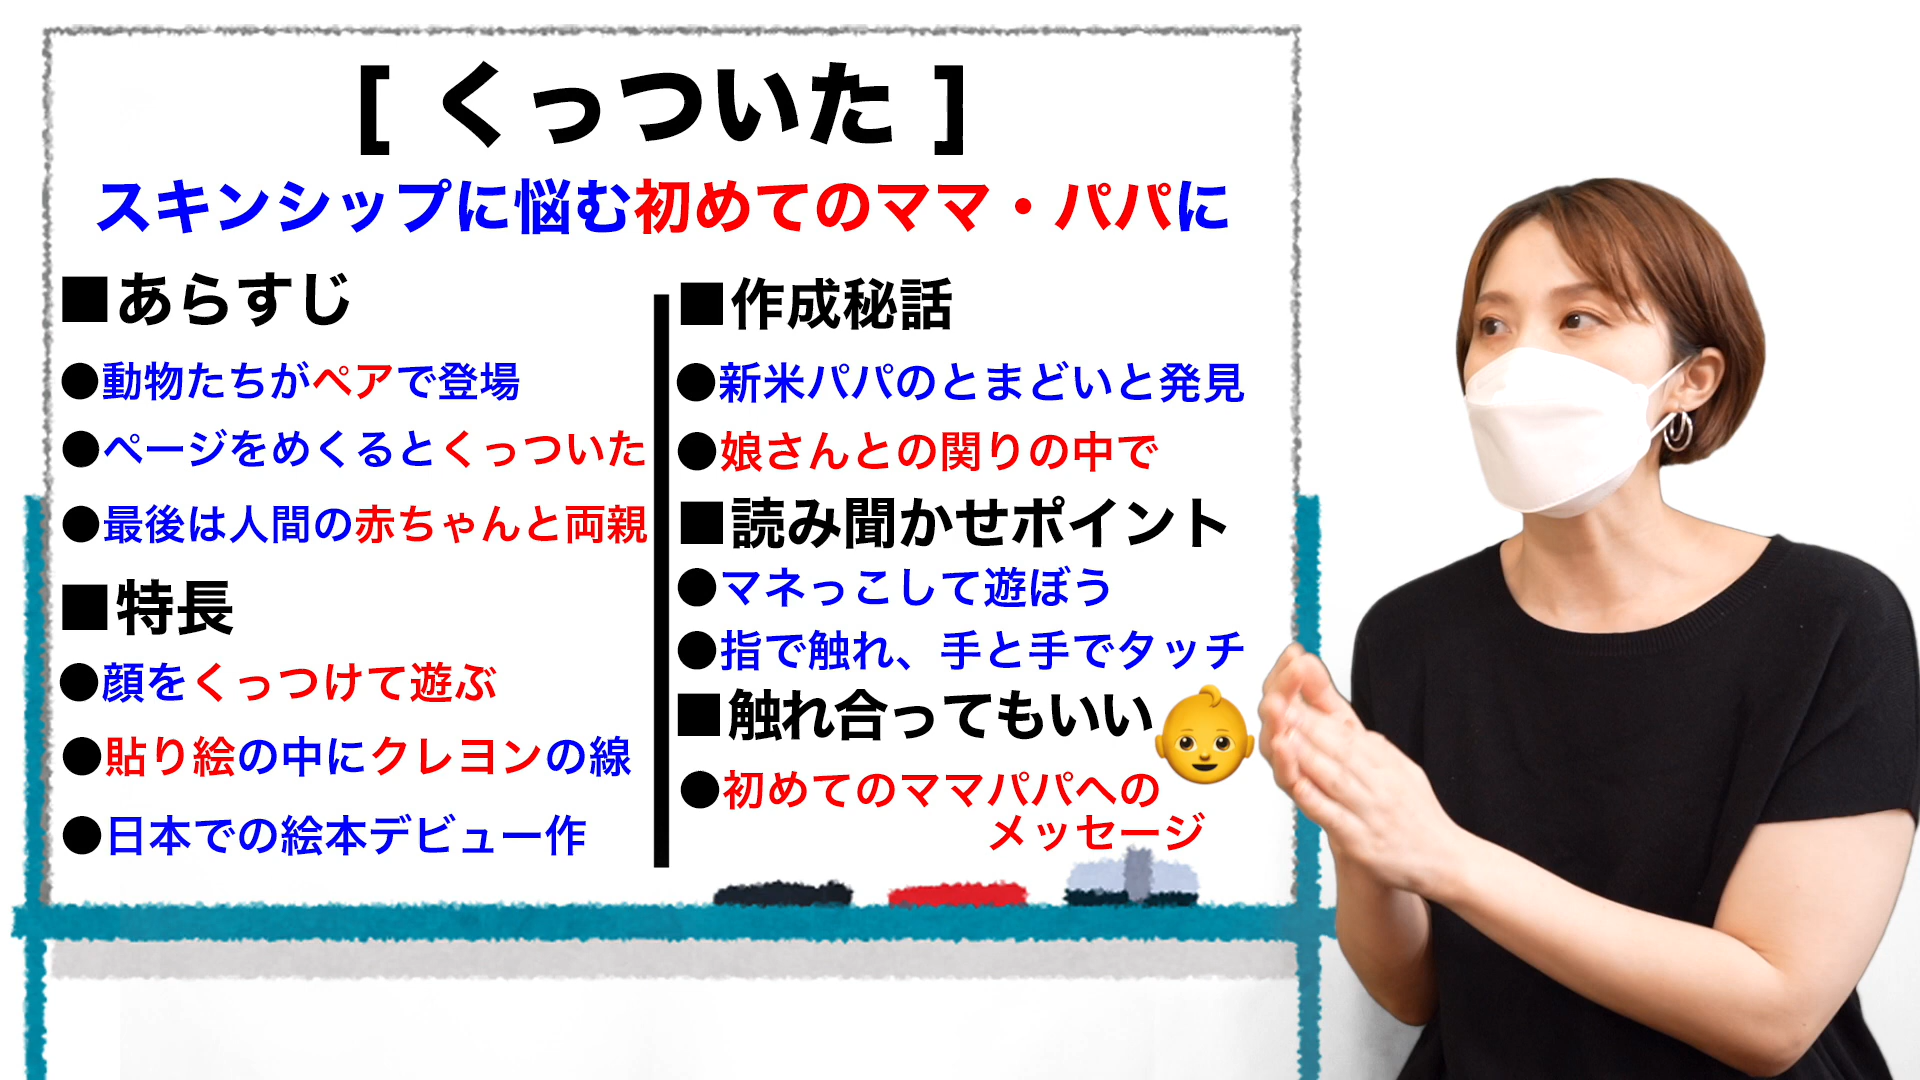 [ くっついた ]
スキンシップに悩む初めてのママ・パパに
■あらすじ
●動物たちがペアで登場
●ページをめくるとくっついた
●最後は人間の赤ちゃんと両親
■特長
●顔をくっつけて遊ぶ
●貼り絵の中にクレヨンの線
●日本での絵本デビュー作
■作成秘話
●新米パパのとまどいと発見
●娘さんとの関りの中で
■読み聞かせポイント
●マネっこして遊ぼう
●指で触れ、手と手でタッチ
■触れ合ってもいい
●初めてのママパパへの
メッセージ